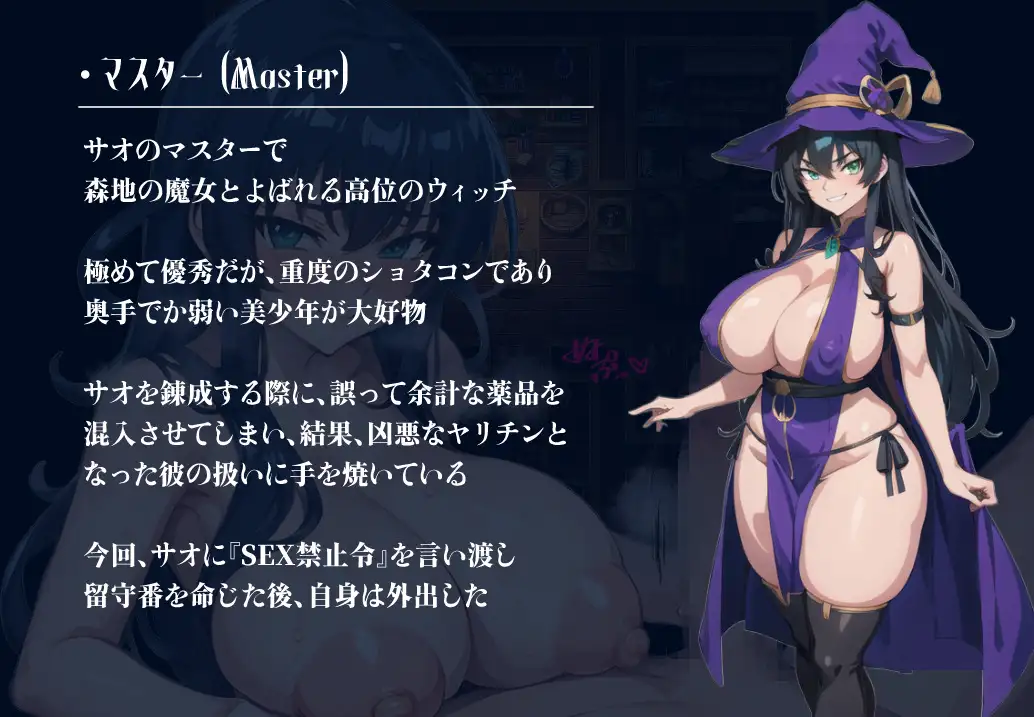 ・マスター (Master)
サオのマスターで
森地の魔女とよばれる高位のウィッチ
極めて優秀だが、重度のショタコンであり
奥手でか弱い美少年が大好物
サオを錬成する際に、誤って余計な薬品を
混入させてしまい、結果、凶悪なヤリチンと
なった彼の扱いに手を焼いている
今回、サオに『SEX禁止令』を言い渡し
留守番を命じた後、自身は外出した